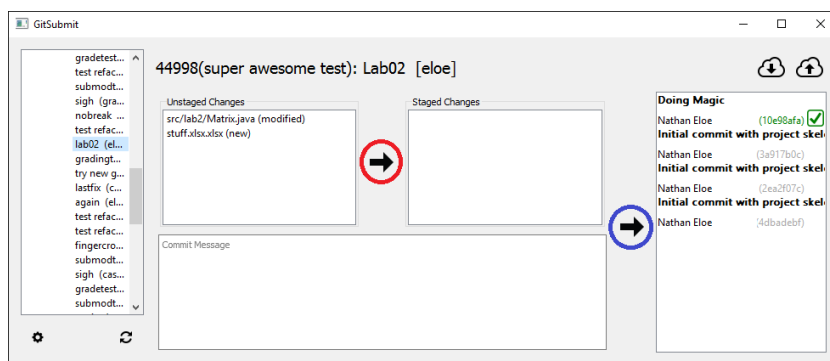 GitSubmit
gradetest...
test refac...
submodt...
sigh (gra...
nobreak ...
test refac...
lab02 (el...
gradingt...
try new g...
lastfix (c...
again (el...
test refac...
test refac...
fingercro...
submodt...
sigh (cas...
gradetest...
submodt...
44998(super awesome test): Lab02 [eloe]
Unstaged Changes
src/lab2/Matrix.java (modified)
stuff.xlsx.xlsx (new)
Staged Changes
Commit Message
Doing Magic
Nathan Eloe (10e98afa)
Initial commit with project skel
Nathan Eloe (3a917b0c)
Initial commit with project skel
Nathan Eloe (2ea2f07c)
Initial commit with project skel
Nathan Eloe (4dbadebf)